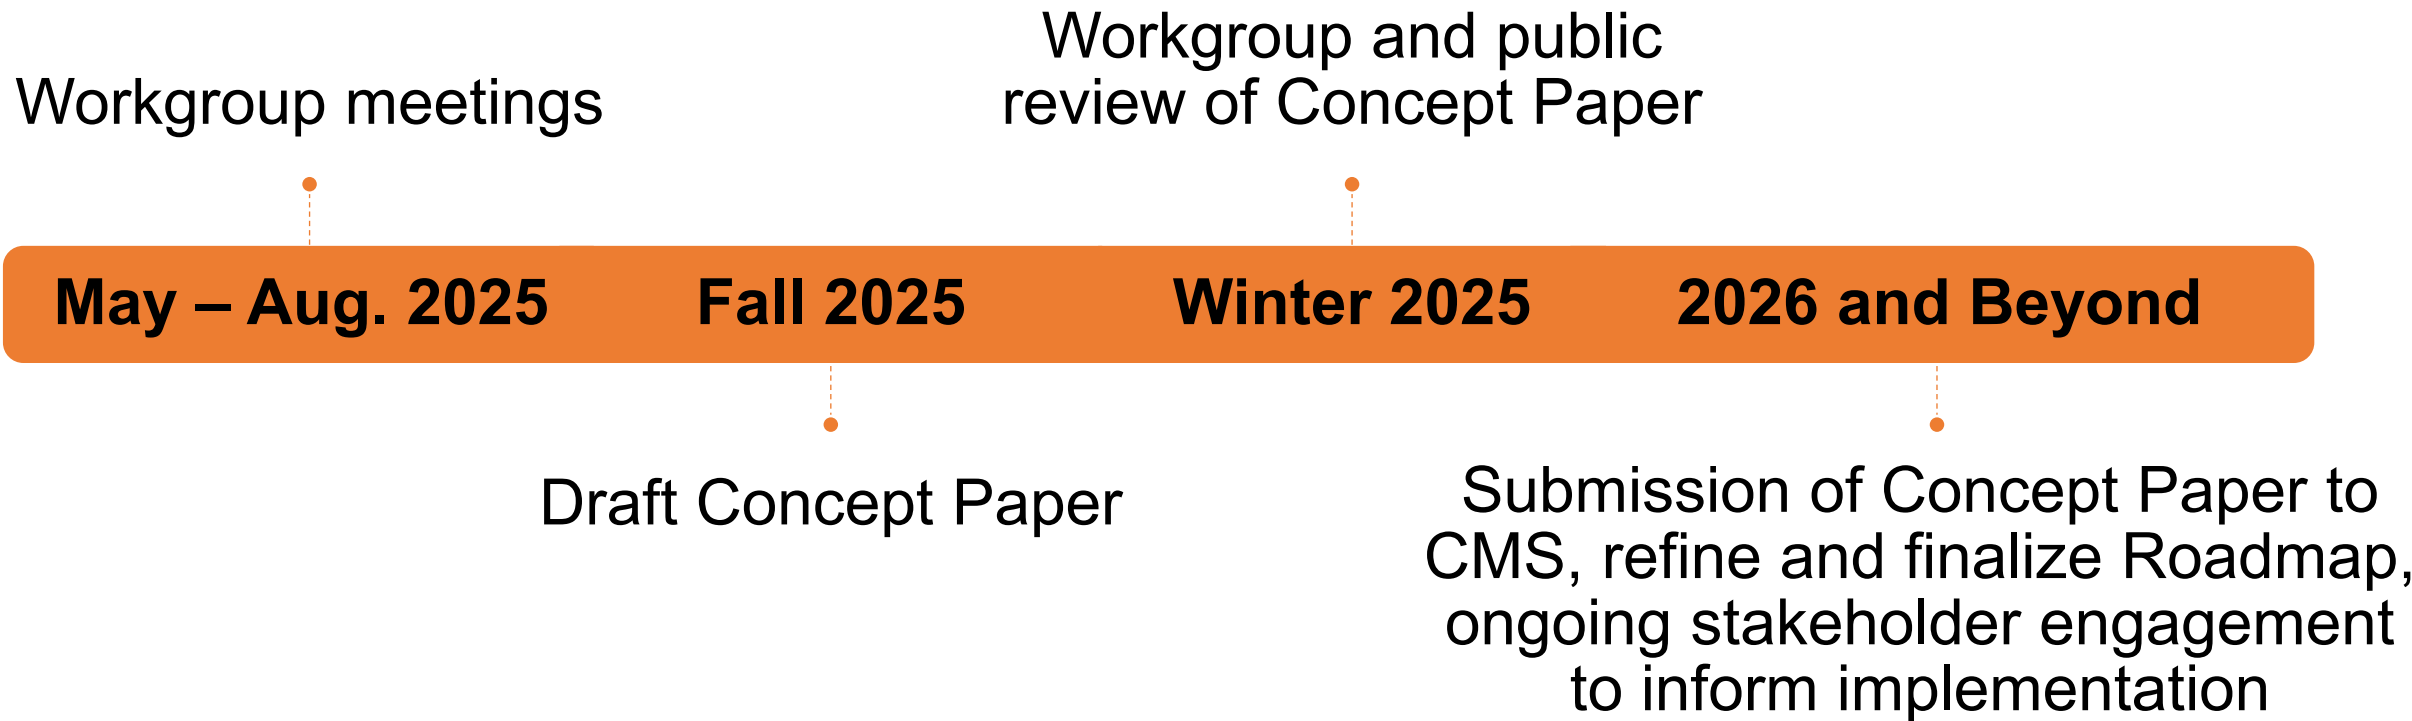 Workgroup meetings
Workgroup and public
review of Concept Paper
May – Aug. 2025
Fall 2025
Winter 2025
2026 and Beyond
Draft Concept Paper
Submission of Concept Paper to
CMS, refine and finalize Roadmap,
ongoing stakeholder engagement
to inform implementation